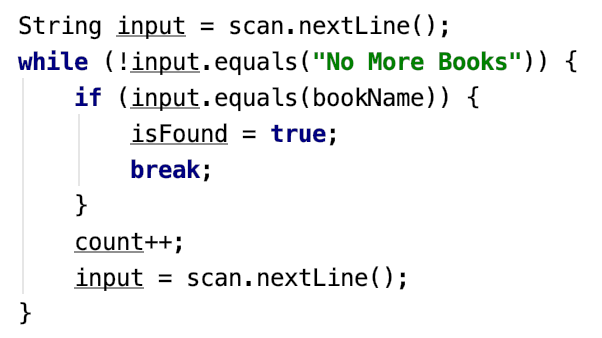 String input = scan.nextLine();
while (!input.equals("No More Books")) {
    if (input.equals(bookName)) {
        isFound = true;
        break;
    }
    count++;
    input = scan.nextLine();
}